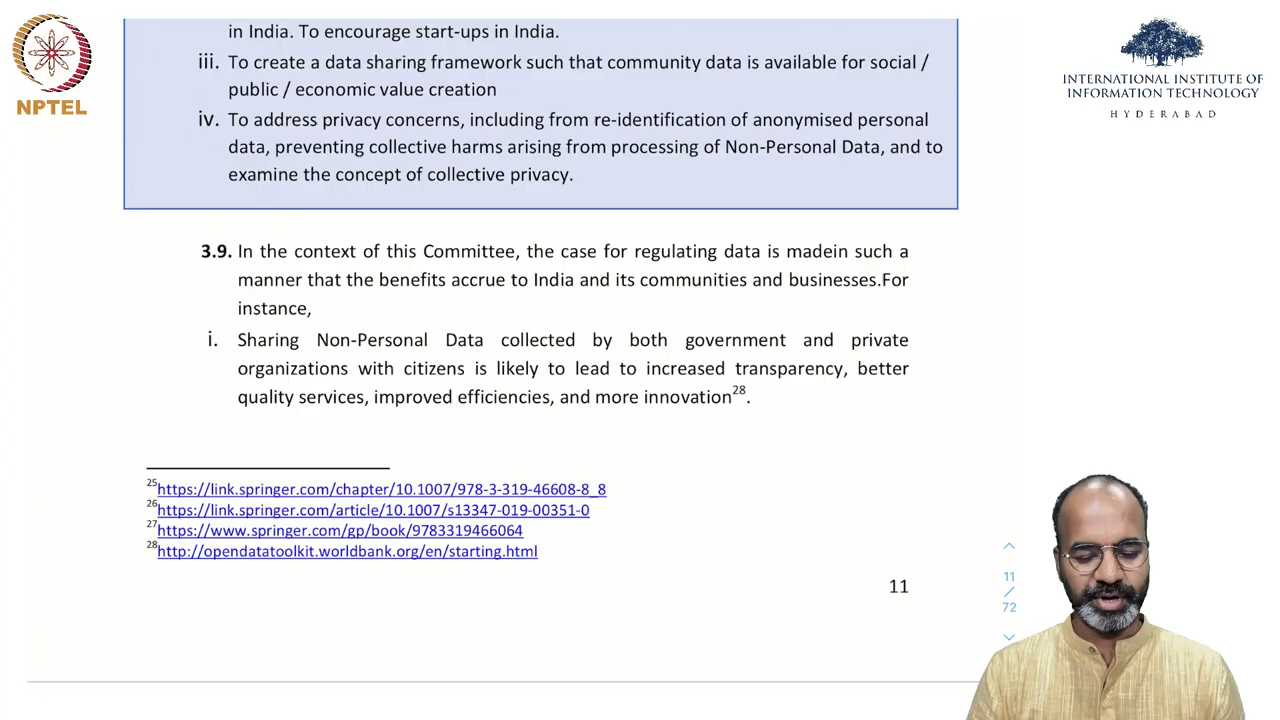 in India. To encourage start-ups in India.
iii. To create a data sharing framework such that community data is available for social /
public / economic value creation
iv. To address privacy concerns, including from re-identification of anonymised personal
data, preventing collective harms arising from processing of Non-Personal Data, and to
examine the concept of collective privacy.
3.9. In the context of this Committee, the case for regulating data is madein such a
manner that the benefits accrue to India and its communities and businesses.For
instance,
i. Sharing Non-Personal Data collected by both government and private
organizations with citizens is likely to lead to increased transparency, better
quality services, improved efficiencies, and more innovation28.
25https://link.springer.com/chapter/10.1007/978-3-319-46608-8_8
26https://link.springer.com/article/10.1007/s13347-019-00351-0
27https://www.springer.com/gp/book/9783319466064
28http://opendatatoolkit.worldbank.org/en/starting.html
11
11
/
72
NPTEL
INTERNATIONAL INSTITUTE OF
INFORMATION TECHNOLOGY
HYDERABAD